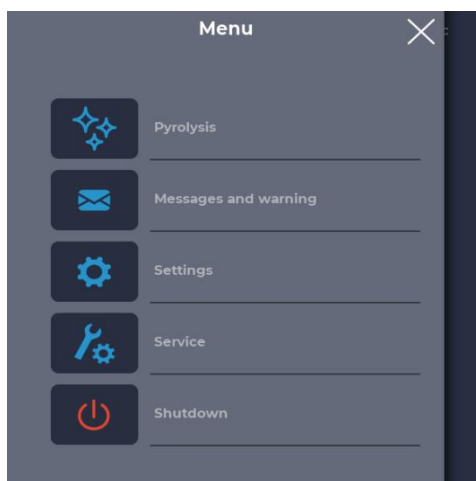 Menu
Pyrolysis
Messages and warning
Settings
Service
Shutdown